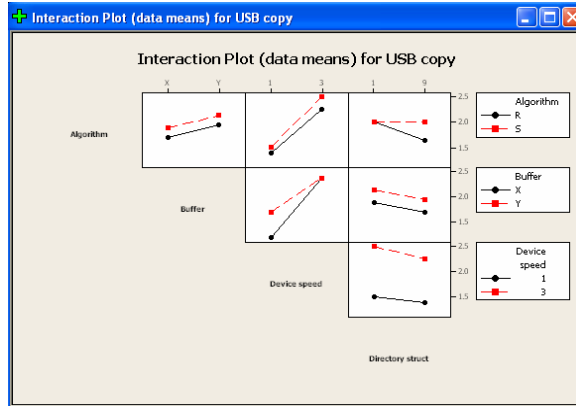 Interaction Plot (data means) for USB copy
Interaction Plot (data means) for USB copy
X Y 1 3 1 9
Algorithm
2.5
2.0
1.5
Algorithm
R
S
Buffer
2.5
2.0
1.5
Buffer
X
Y
Device speed
2.5
2.0
1.5
Device
speed
1
3
Directory struct